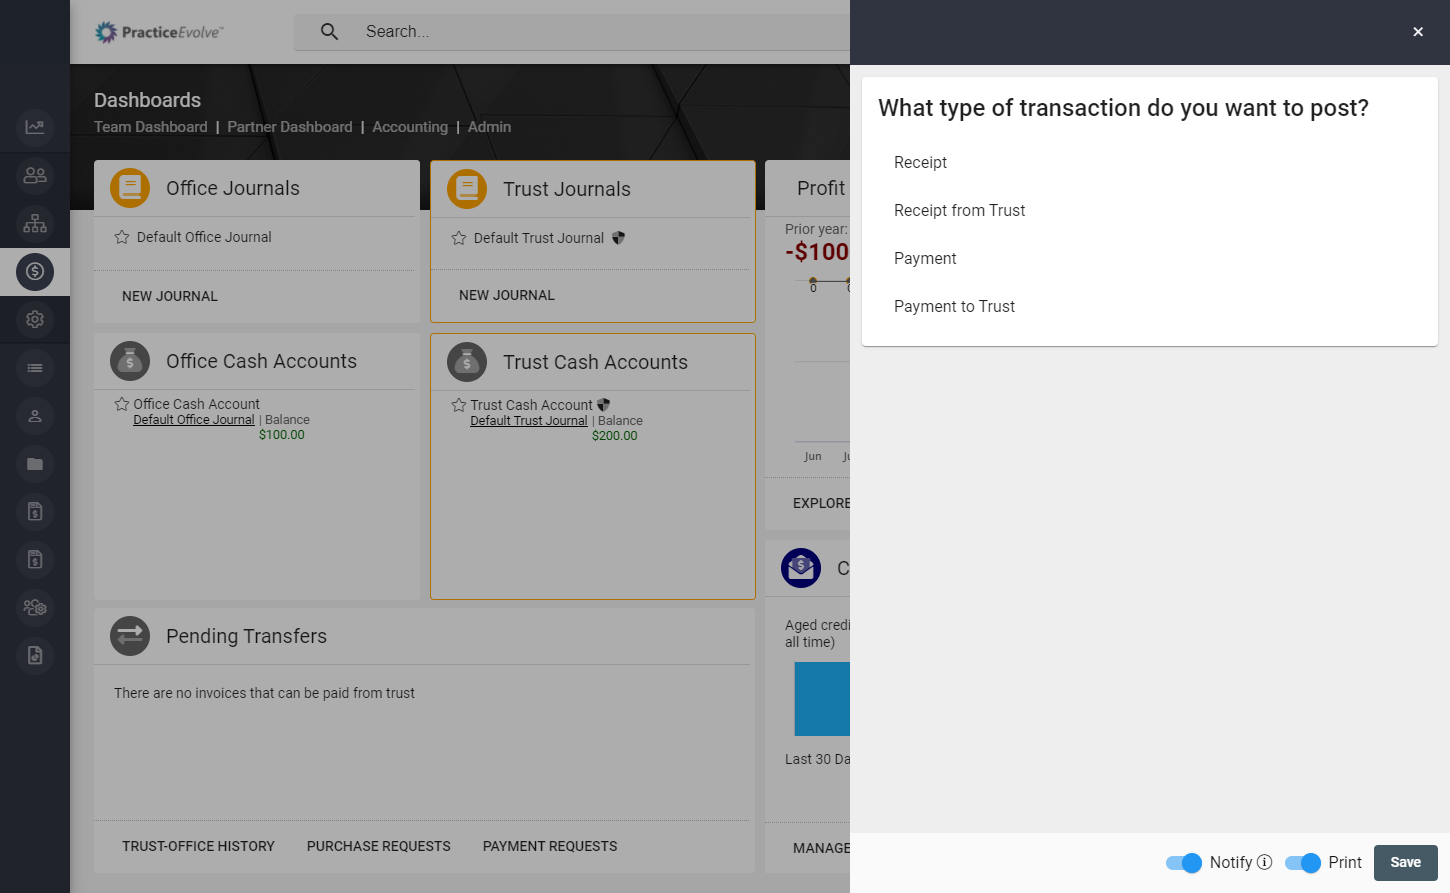 PracticeEvolve™
Search...
Dashboards
Team Dashboard | Partner Dashboard | Accounting | Admin
Office Journals
Default Office Journal
NEW JOURNAL
Trust Journals
Default Trust Journal
NEW JOURNAL
Profit
Prior year:
-$100
0
Jun
EXPLORE
Office Cash Accounts
Office Cash Account
Default Office Journal | Balance
$100.00
Trust Cash Accounts
Trust Cash Account
Default Trust Journal | Balance
$200.00
C
Aged credi
all time)
Last 30 Da
MANAGE
Pending Transfers
There are no invoices that can be paid from trust
TRUST-OFFICE HISTORY PURCHASE REQUESTS PAYMENT REQUESTS
×
What type of transaction do you want to post?
Receipt
Receipt from Trust
Payment
Payment to Trust
Notify Print Save